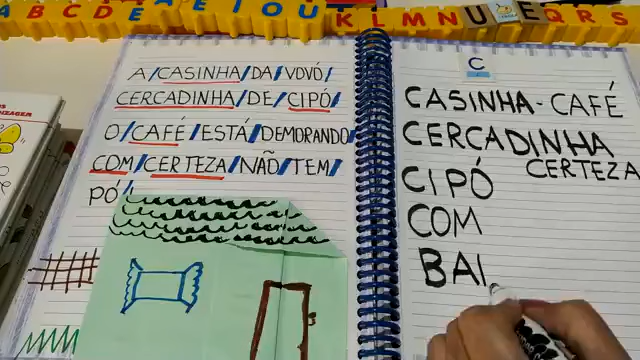 A/CASINHA/DA/VOVÓ/
CERCADINHA/DE/CIPÓ/
O/CAFÉ/ESTÁ/DEMORANDO/
COM/CERTEZA/NÃO/TEM/
PÓ/
C
CASINHA - CAFÉ
CERCADINHA
CERTEZA
CIPÓ
COM
BAI